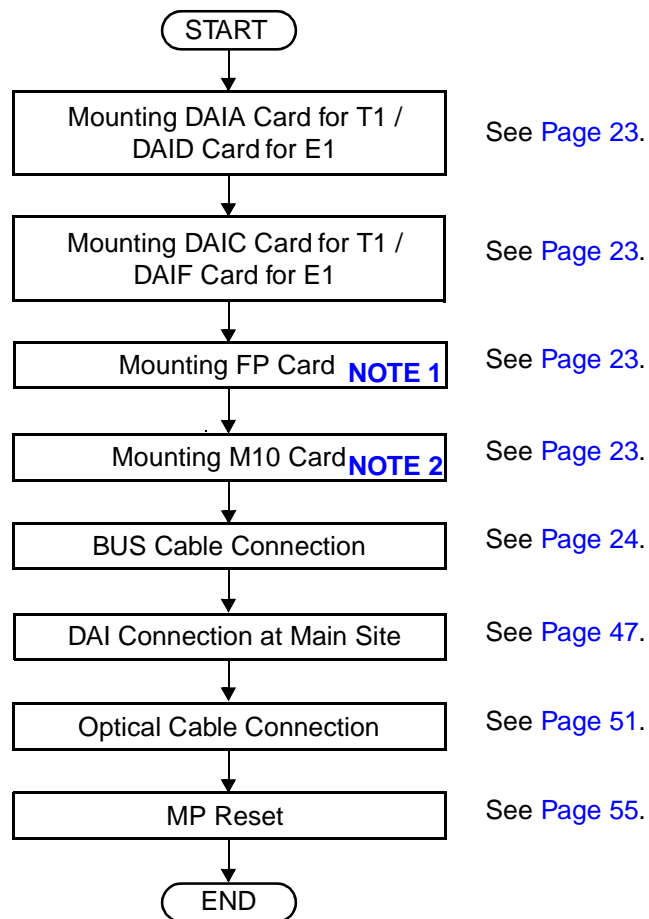 START
Mounting DAIA Card for T1 /
DAID Card for E1
See Page 23.
Mounting DAIC Card for T1 /
DAIF Card for E1
See Page 23.
Mounting FP Card NOTE 1
See Page 23.
Mounting M10 Card NOTE 2
See Page 23.
BUS Cable Connection
See Page 24.
DAI Connection at Main Site
See Page 47.
Optical Cable Connection
See Page 51.
MP Reset
See Page 55.
END